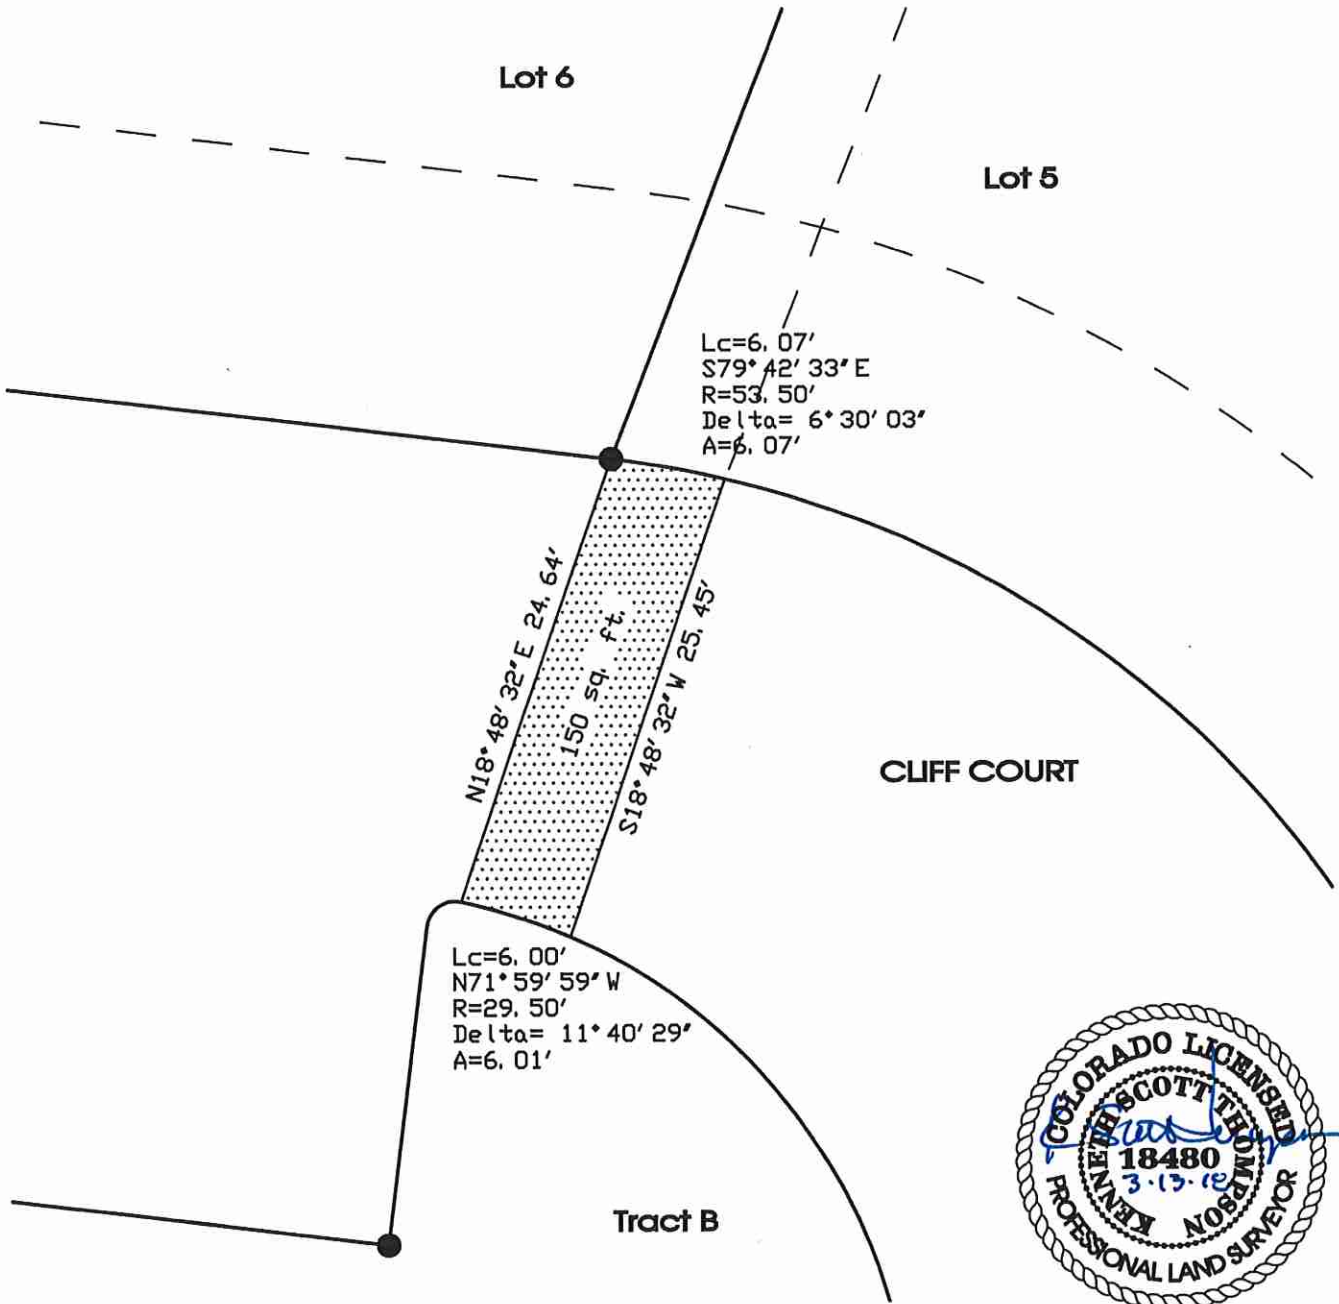 Lot 6
Lot 5
Lc=6.07'
S79°42'33"E
R=53.50'
Delta= 6°30'03"
A=6.07'
N18°48'32"E 24.64'
150 sq. ft.
S18°48'32"W 25.45'
CLIFF COURT
Lc=6.00'
N71°59'59"W
R=29.50'
Delta= 11°40'29"
A=6.01'
Tract B
COLORADO LICENSED
KENNETH SCOTT THOMPSON
18480
PROFESSIONAL LAND SURVEYOR